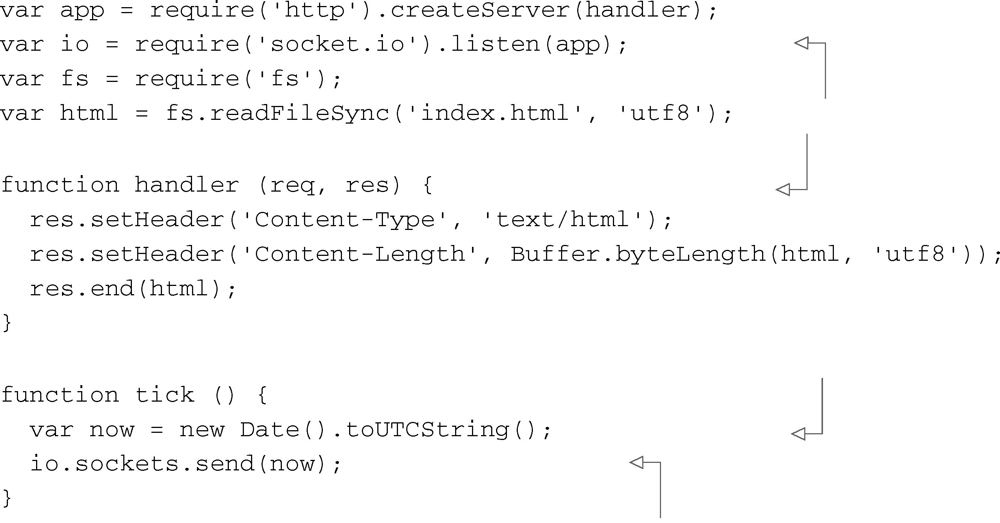 var app = require('http').createServer(handler);
var io = require('socket.io').listen(app);
var fs = require('fs');
var html = fs.readFileSync('index.html', 'utf8');
function handler (req, res) {
  res.setHeader('Content-Type', 'text/html');
  res.setHeader('Content-Length', Buffer.byteLength(html, 'utf8'));
  res.end(html);
}
function tick () {
  var now = new Date().toUTCString();
  io.sockets.send(now);
}